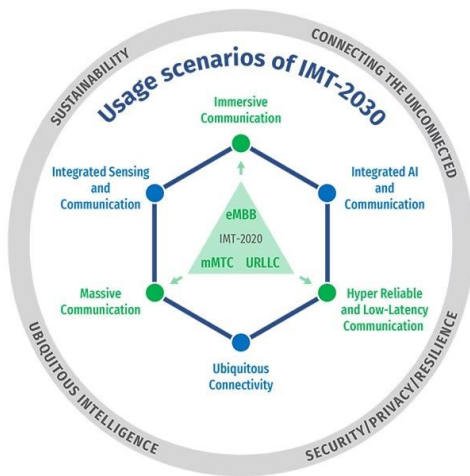 SUSTAINABILITY
CONNECTING THE UNCONNECTED
Usage scenarios of IMT-2030
Immersive
Communication
Integrated Sensing
and
Communication
Integrated AI
and
Communication
eMBB
IMT-2020
mMTC URLLC
Massive
Communication
Hyper Reliable
and Low-Latency
Communication
Ubiquitous
Connectivity
UBIQUITOUS INTELLIGENCE
SECURITY/PRIVACY/RESILIENCE